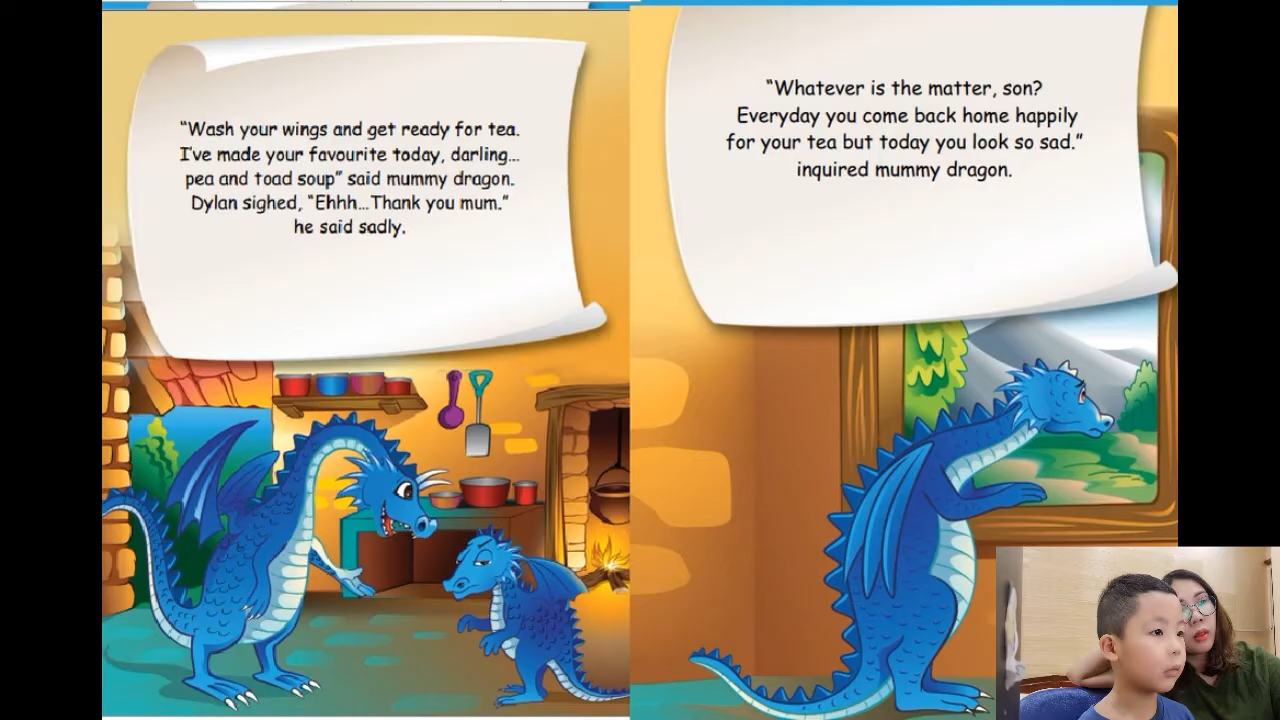 “Wash your wings and get ready for tea.
I’ve made your favourite today, darling...
pea and toad soup” said mummy dragon.
Dylan sighed, “Ehhh...Thank you mum.”
he said sadly.
“Whatever is the matter, son?
Everyday you come back home happily
for your tea but today you look so sad.”
inquired mummy dragon.